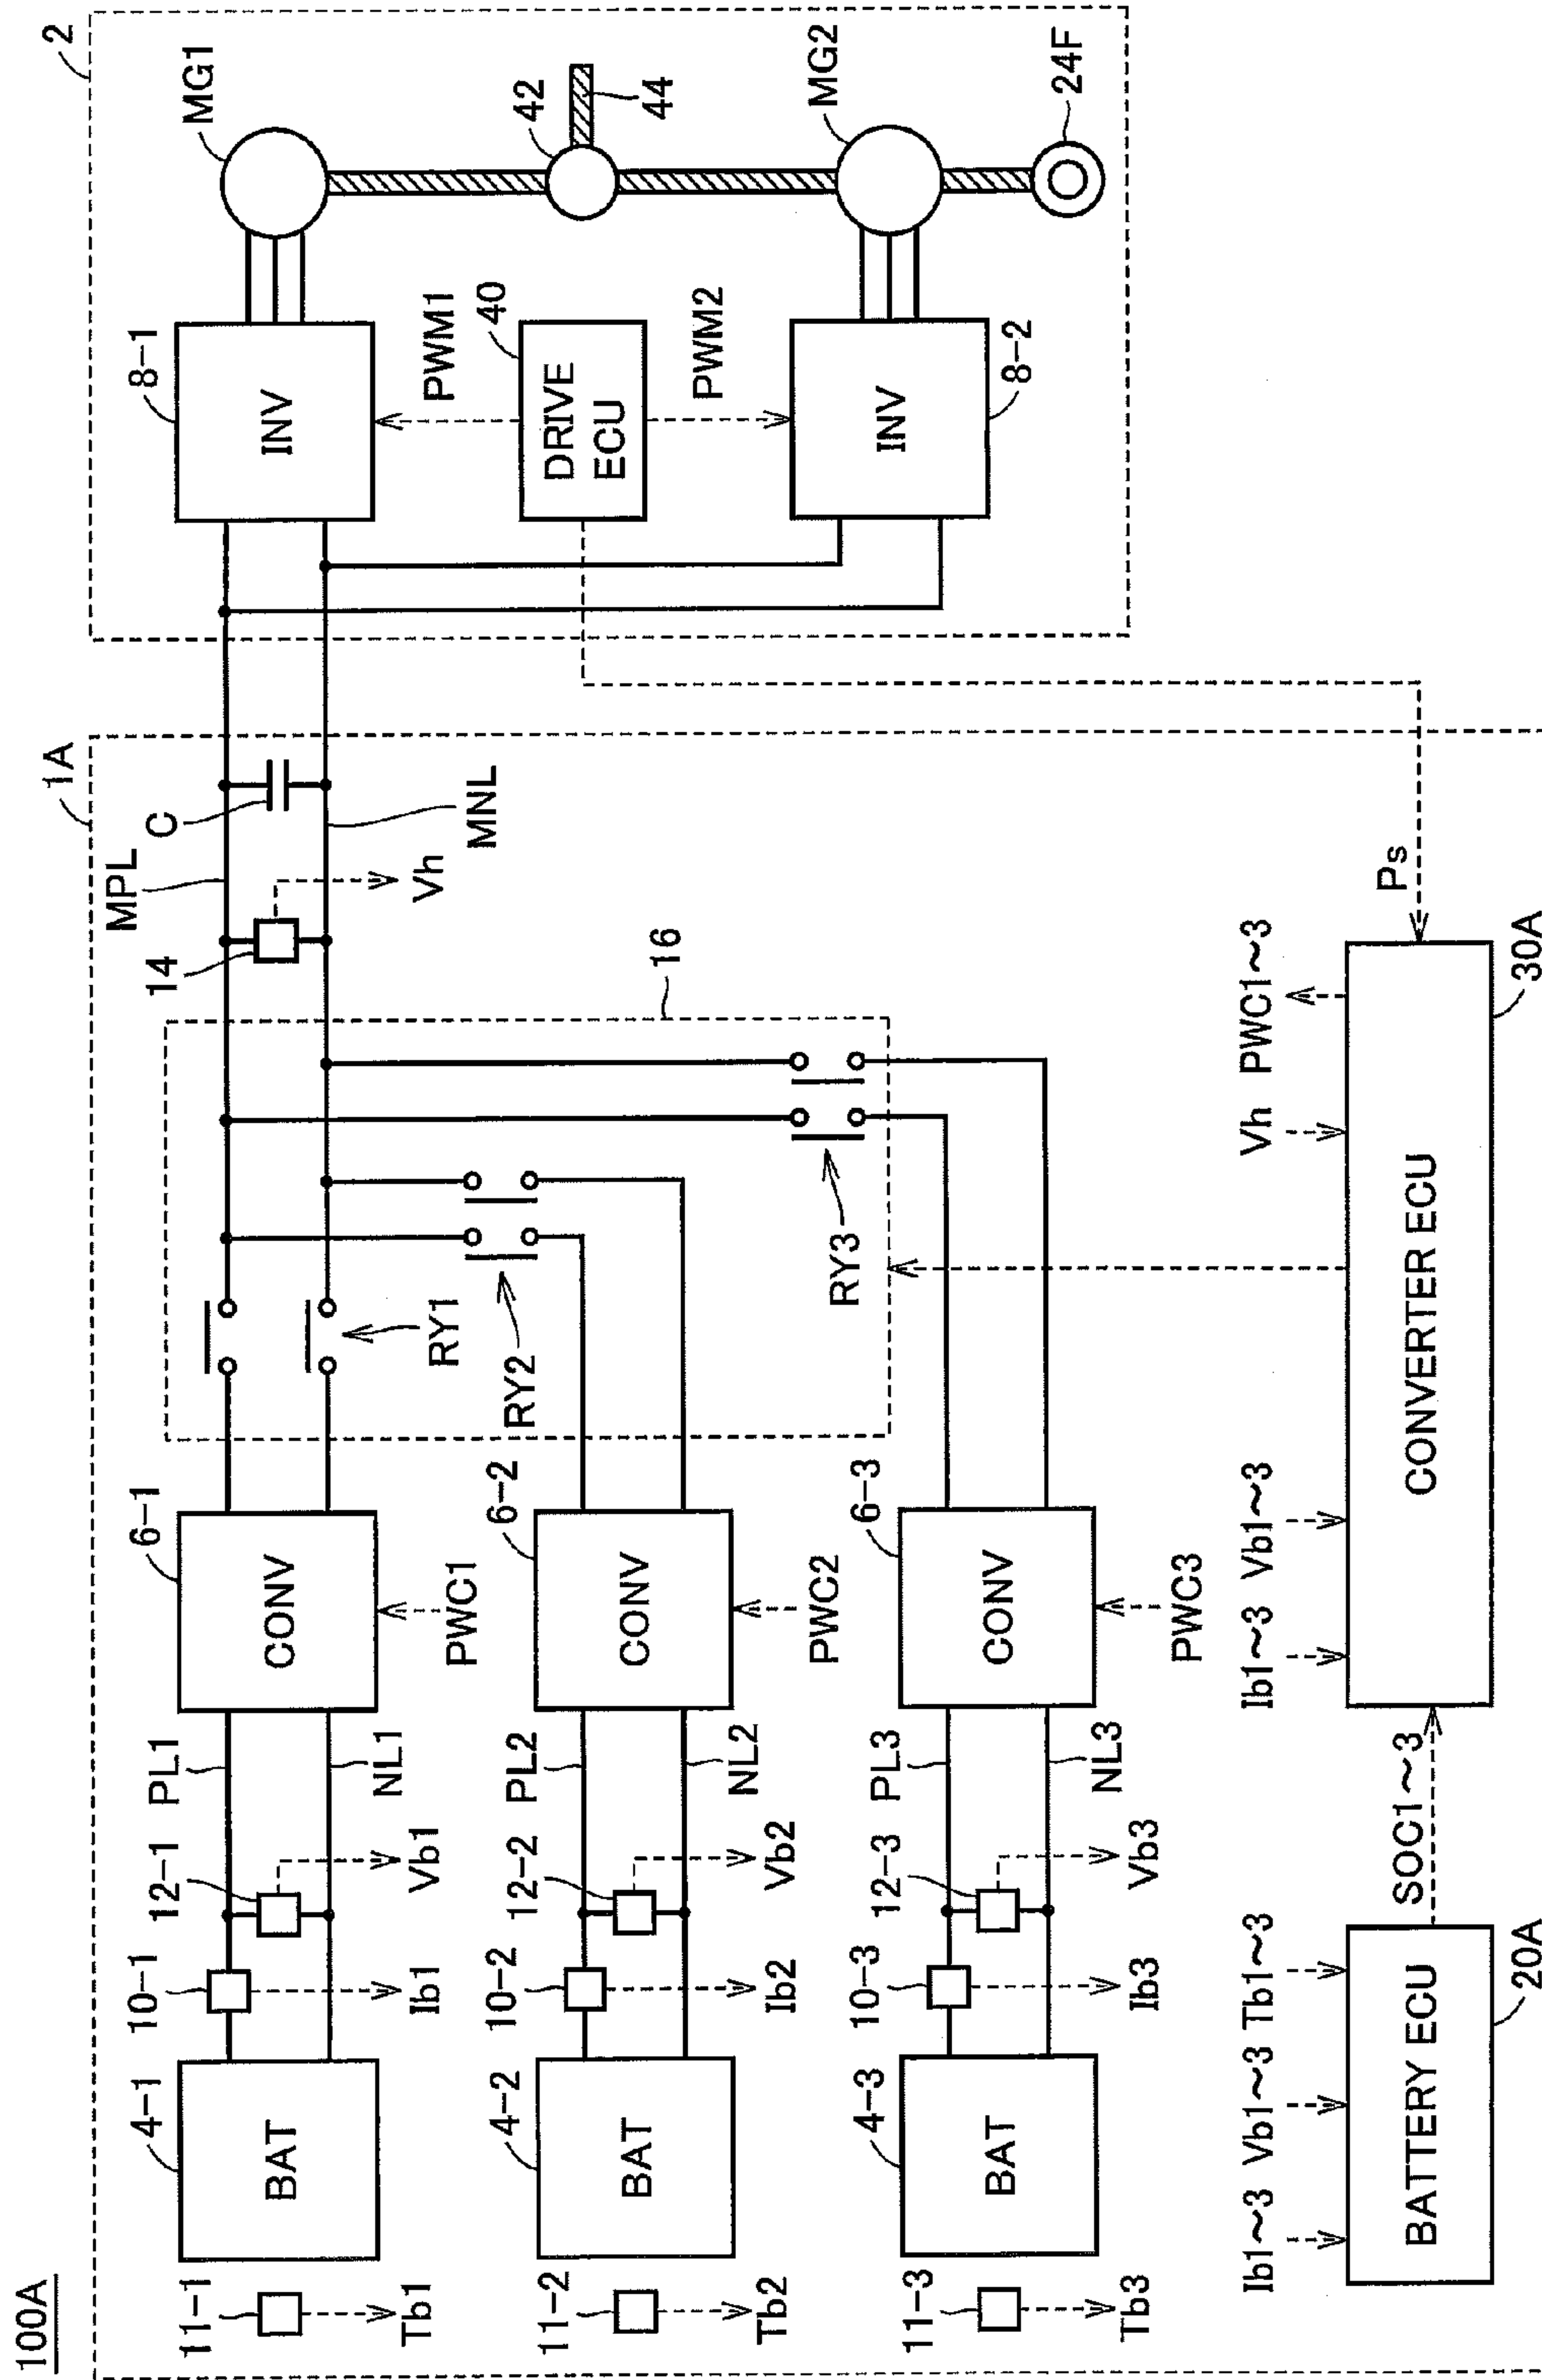 100A
1A
2
11-1
Tb1
4-1
BAT
10-1
Ib1
12-1
Vb1
PL1
NL1
6-1
CONV
PWC1
RY1
MPL
14
Vh
C
MNL
8-1
INV
MG1
11-2
Tb2
4-2
BAT
10-2
Ib2
12-2
Vb2
PL2
NL2
6-2
CONV
PWC2
RY2
16
PWM1
40
DRIVE
ECU
PWM2
42
44
11-3
Tb3
4-3
BAT
10-3
Ib3
12-3
Vb3
PL3
NL3
6-3
CONV
PWC3
RY3
INV
8-2
MG2
24F
Ib1~3 Vb1~3 Tb1~3
BATTERY ECU
20A
SOC1~3
Ib1~3 Vb1~3
Vh PWC1~3
Ps
CONVERTER ECU
30A